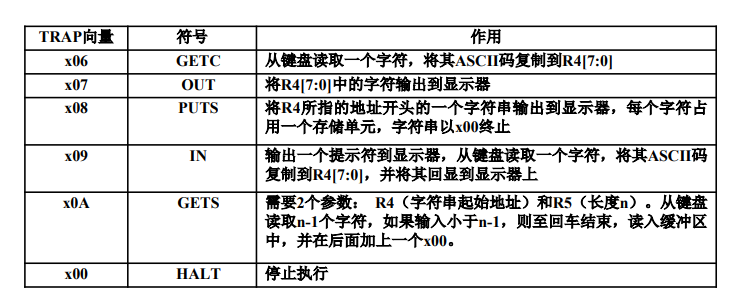 TRAP向量 符号 作用
x06 GETC 从键盘读取一个字符，将其ASCII码复制到R4[7:0]
x07 OUT 将R4[7:0]中的字符输出到显示器
x08 PUTS 将R4所指的地址开头的一个字符串输出到显示器，每个字符占
用一个存储单元，字符串以x00终止
x09 IN 输出一个提示符到显示器，从键盘读取一个字符，将其ASCII码
复制到R4[7:0]，并将其回显到显示器上
x0A GETS 需要2个参数： R4（字符串起始地址）和R5（长度n）。从键盘
读取n-1个字符，如果输入小于n-1，则至回车结束，读入缓冲区
中，并在后面加上一个x00。
x00 HALT 停止执行